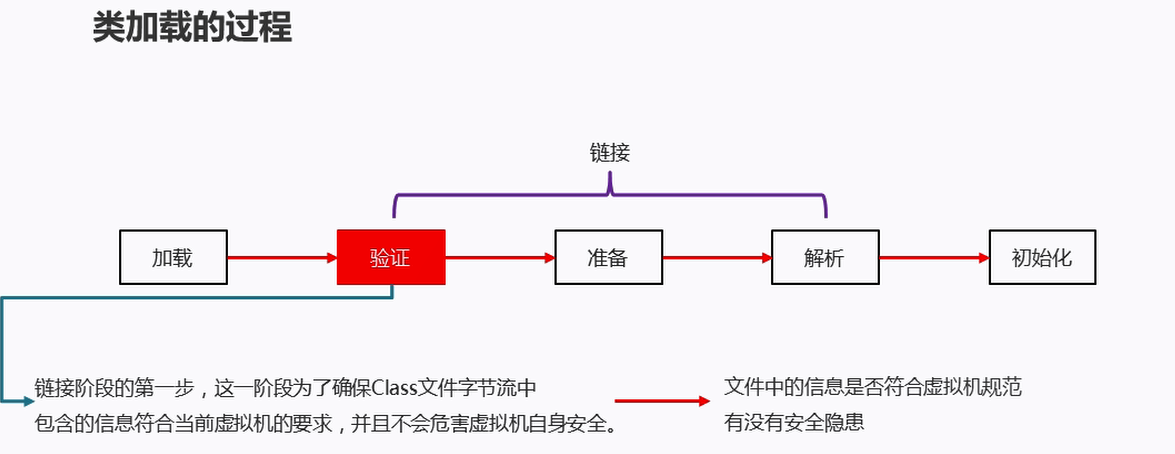 类加载的过程
链接
加载
验证
准备
解析
初始化
链接阶段的第一步，这一阶段为了确保Class文件字节流中
包含的信息符合当前虚拟机的要求，并且不会危害虚拟机自身安全。
文件中的信息是否符合虚拟机规范
有没有安全隐患